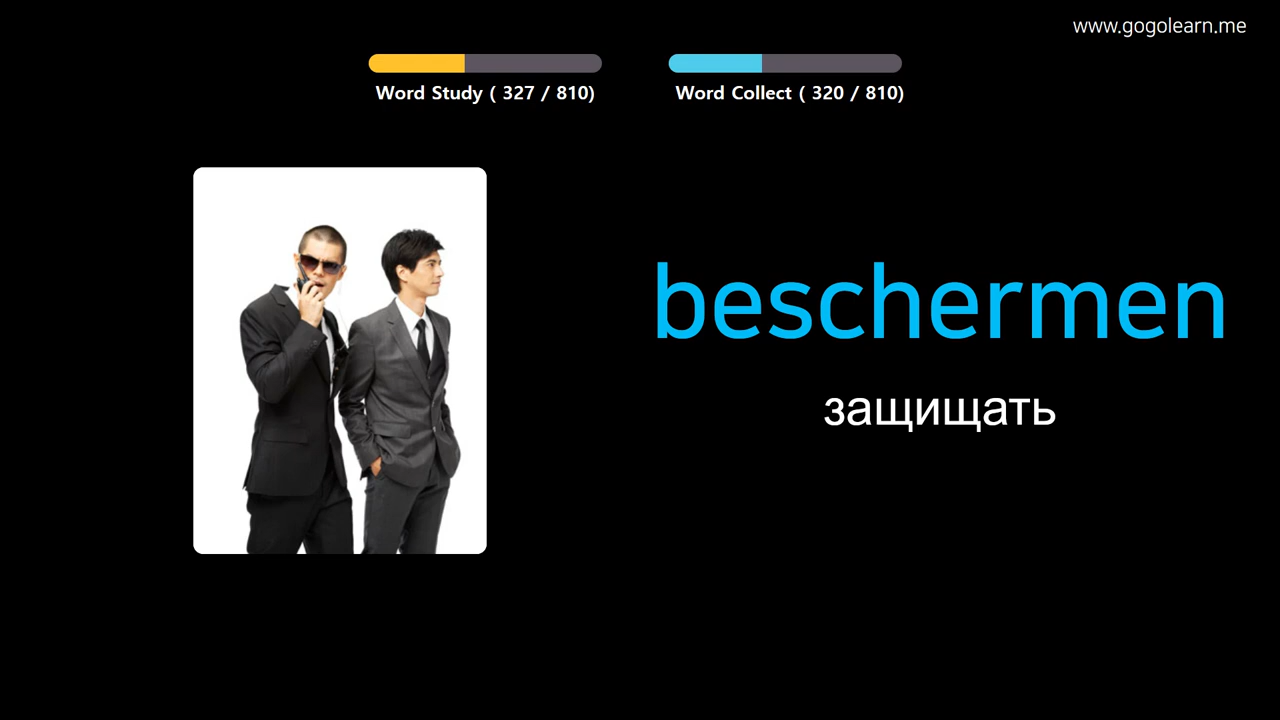 www.gogolearn.me
Word Study ( 327 / 810)
Word Collect ( 320 / 810)
beschermen
защищать